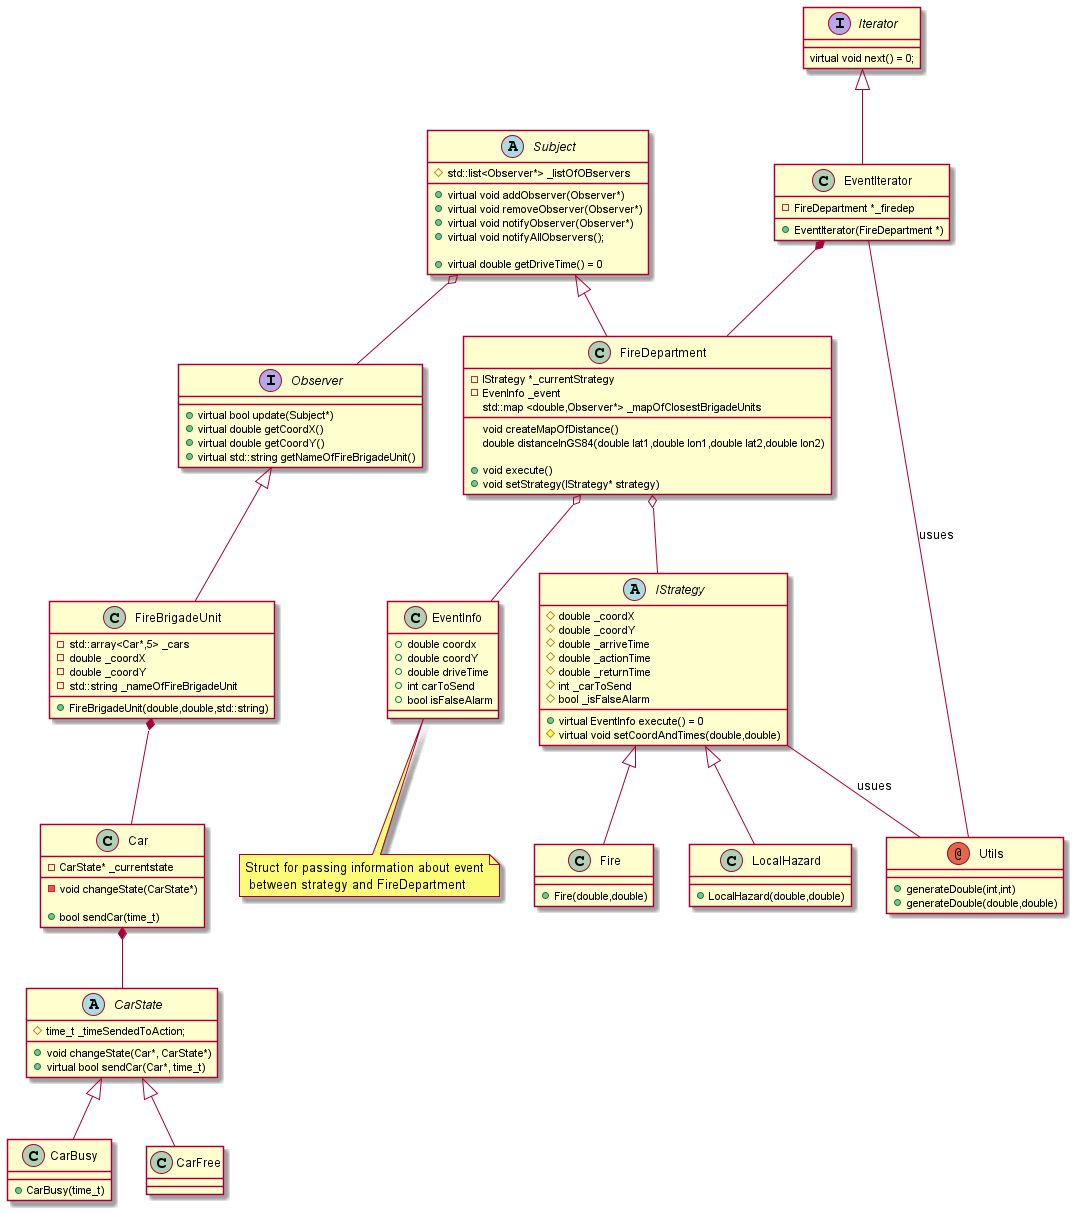 I Iterator
virtual void next() = 0;
A Subject
std::list<Observer*> _listOfOBservers
virtual void addObserver(Observer*)
virtual void removeObserver(Observer*)
virtual void notifyObserver(Observer*)
virtual void notifyAllObservers();
virtual double getDriveTime() = 0
C EventIterator
FireDepartment *_firedep
EventIterator(FireDepartment *)
I Observer
virtual bool update(Subject*)
virtual double getCoordX()
virtual double getCoordY()
virtual std::string getNameOfFireBrigadeUnit()
C FireDepartment
IStrategy *_currentStrategy
EvenInfo _event
std::map <double,Observer*> _mapOfClosestBrigadeUnits
void createMapOfDistance()
double distanceInGS84(double lat1,double lon1,double lat2,double lon2)
void execute()
void setStrategy(IStrategy* strategy)
usues
C FireBrigadeUnit
std::array<Car*,5> _cars
double _coordX
double _coordY
std::string _nameOfFireBrigadeUnit
FireBrigadeUnit(double,double,std::string)
C EventInfo
double coordx
double coordY
double driveTime
int carToSend
bool isFalseAlarm
A IStrategy
double _coordX
double _coordY
double _arriveTime
double _actionTime
double _returnTime
int _carToSend
bool _isFalseAlarm
virtual EventInfo execute() = 0
virtual void setCoordAndTimes(double,double)
usues
C Car
CarState* _currentstate
void changeState(CarState*)
bool sendCar(time_t)
Struct for passing information about event
between strategy and FireDepartment
C Fire
Fire(double,double)
C LocalHazard
LocalHazard(double,double)
@ Utils
generateDouble(int,int)
generateDouble(double,double)
A CarState
time_t _timeSendedToAction;
void changeState(Car*, CarState*)
virtual bool sendCar(Car*, time_t)
C CarBusy
CarBusy(time_t)
C CarFree